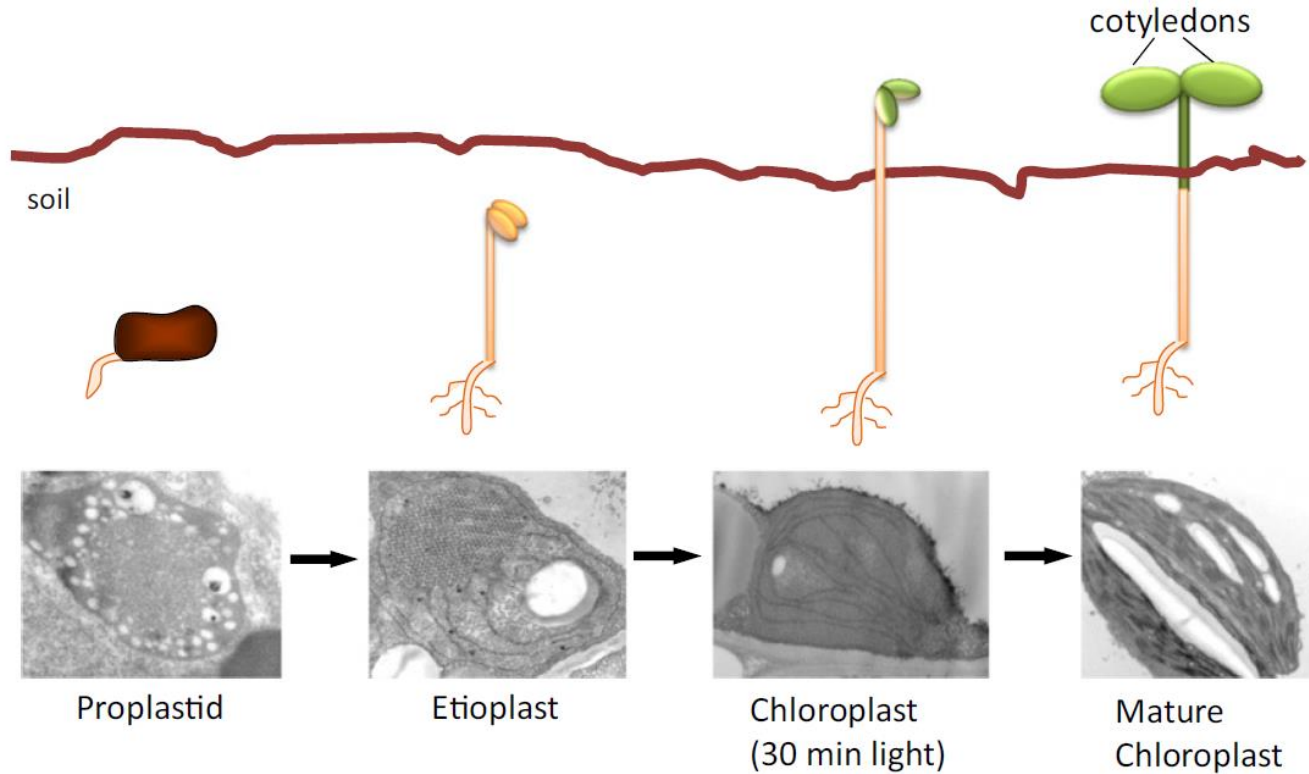 cotyledons
soil
Proplastid
Etioplast
Chloroplast
(30 min light)
Mature
Chloroplast